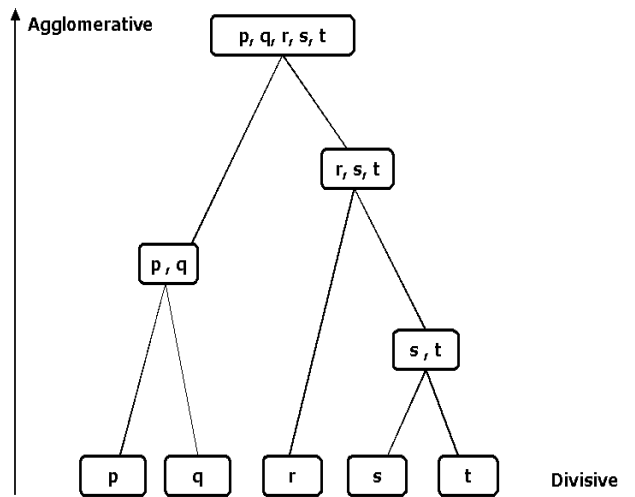 Agglomerative
p, q, r, s, t
r, s, t
p , q
s , t
p
q
r
s
t
Divisive